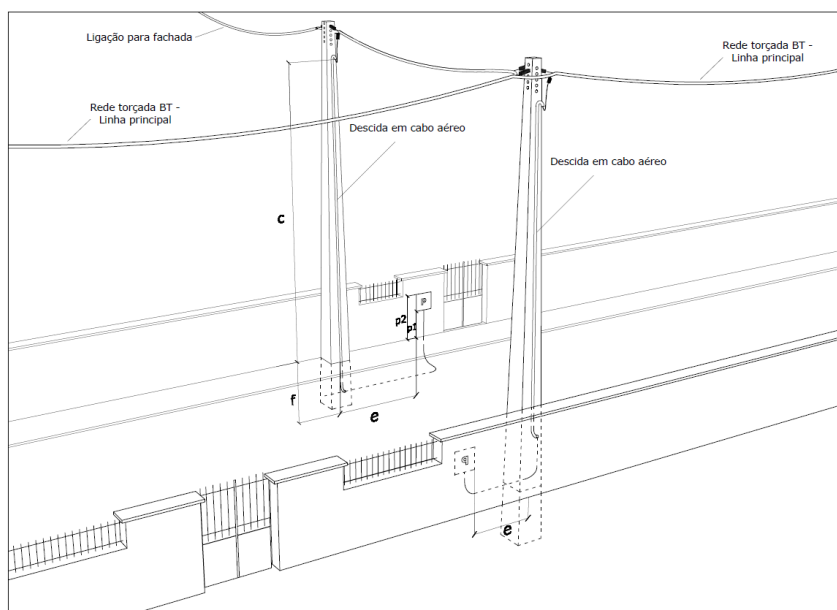 Ligação para fachada
Rede torçada BT -
Linha principal
Rede torçada BT -
Linha principal
Descida em cabo aéreo
Descida em cabo aéreo
c
P
p2
p1
f
e
P
e